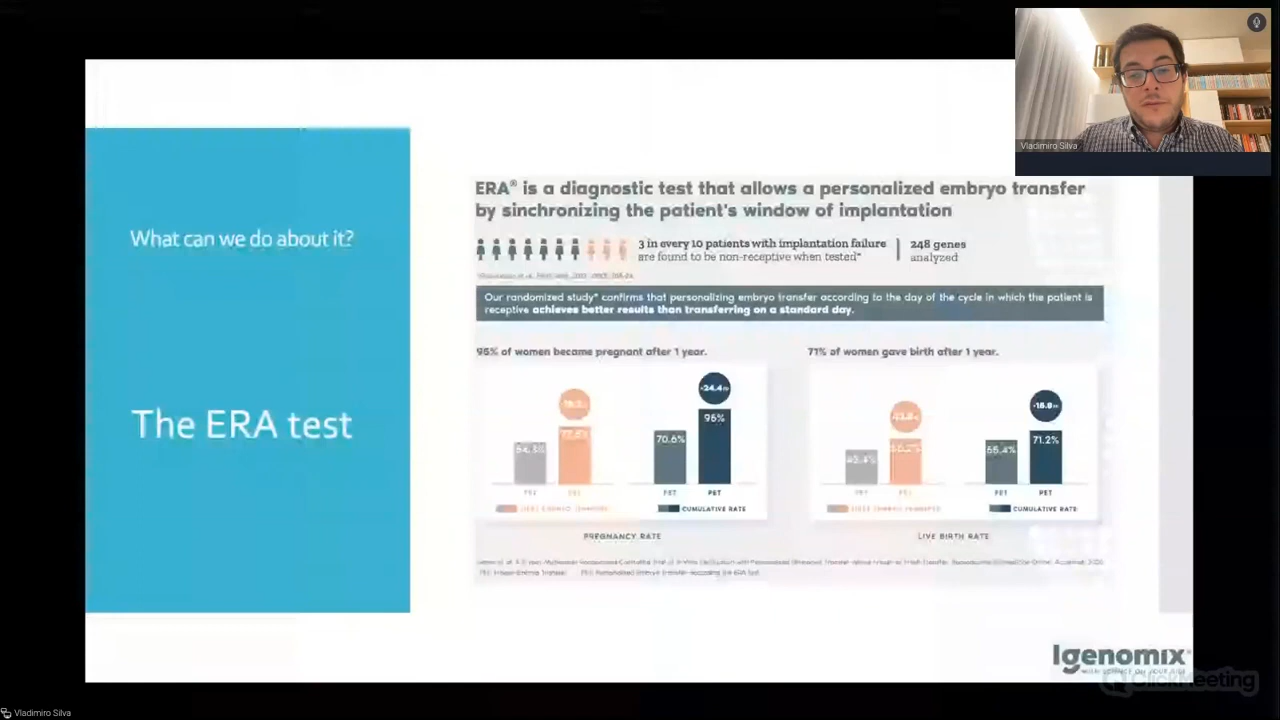 Vladimiro Silva
What can we do about it?
The ERA test
ERA® is a diagnostic test that allows a personalized embryo transfer
by sinchronizing the patient's window of implantation
3 in every 10 patients with implantation failure
are found to be non-receptive when tested*
248 genes
analyzed
Our randomized study* confirms that personalizing embryo transfer according to the day of the cycle in which the patient is
receptive achieves better results than transferring on a standard day.
95% of women became pregnant after 1 year.
71% of women gave birth after 1 year.
+24.4
70.6%
95%
FET
PET
CUMULATIVE RATE
PREGNANCY RATE
55.4%
71.2%
FET
PET
CUMULATIVE RATE
LIVE BIRTH RATE
Igenomix
WITH SCIENCE ON YOUR SIDE
ClickMeeting
Vladimiro Silva